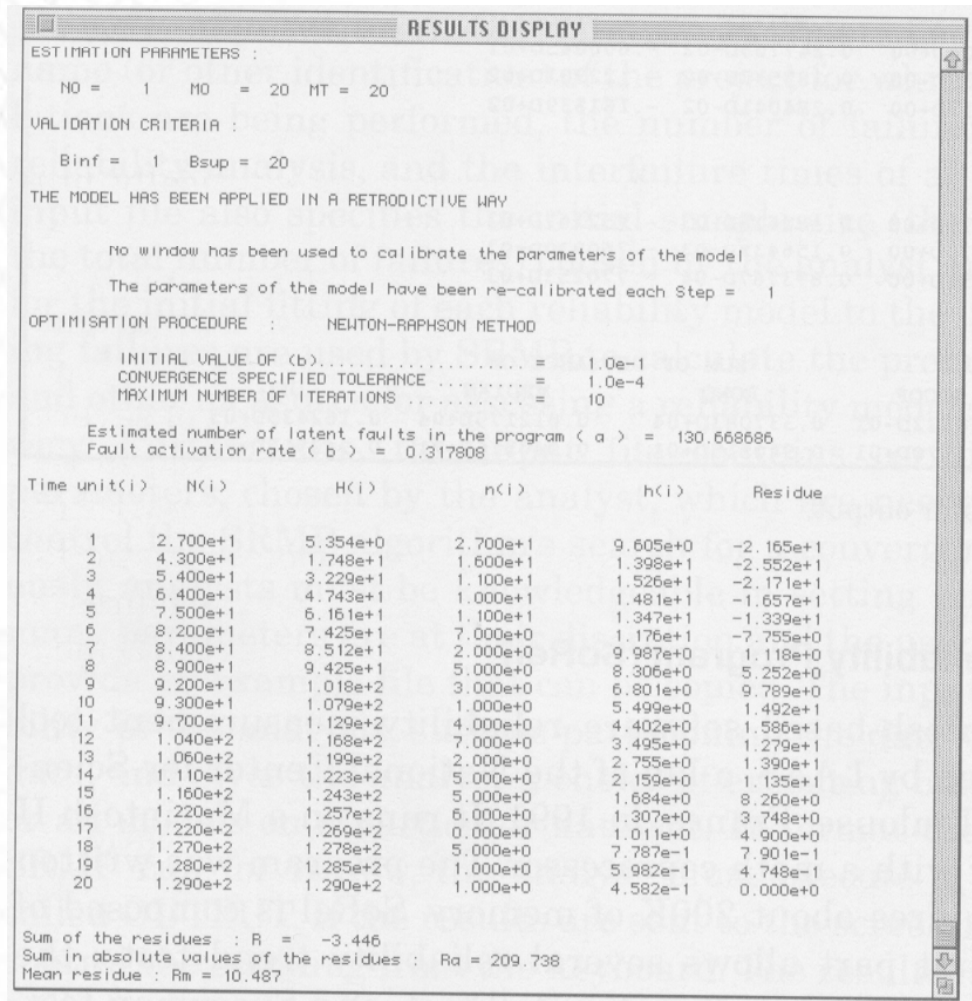 RESULTS DISPLAY
ESTIMATION PARAMETERS :
N0 = 1 M0 = 20 MT = 20
VALIDATION CRITERIA :
Binf = 1 Bsup = 20
THE MODEL HAS BEEN APPLIED IN A RETRODICTIVE WAY
No window has been used to calibrate the parameters of the model
The parameters of the model have been re-calibrated each Step = 1
OPTIMISATION PROCEDURE : NEWTON-RAPHSON METHOD
INITIAL VALUE OF (b)..................... = 1.0e-1
CONVERGENCE SPECIFIED TOLERANCE = 1.0e-4
MAXIMUM NUMBER OF ITERATIONS ....... = 10
Estimated number of latent faults in the program ( a ) = 130.668686
Fault activation rate ( b ) = 0.317808
Time unit(i) N(i) H(i) n(i) h(i) Residue
1 2.700e+1 5.354e+0 2.700e+1 9.605e+0 -2.165e+1
2 4.300e+1 1.748e+1 1.600e+1 1.398e+1 -2.552e+1
3 5.400e+1 3.229e+1 1.100e+1 1.526e+1 -2.171e+1
4 6.400e+1 4.743e+1 1.000e+1 1.481e+1 -1.657e+1
5 7.500e+1 6.161e+1 1.100e+1 1.347e+1 -1.339e+1
6 8.200e+1 7.425e+1 7.000e+0 1.176e+1 -7.755e+0
7 8.400e+1 8.512e+1 2.000e+0 9.987e+0 1.118e+0
8 8.900e+1 9.425e+1 5.000e+0 8.306e+0 5.252e+0
9 9.200e+1 1.018e+2 3.000e+0 6.801e+0 9.789e+0
10 9.300e+1 1.079e+2 1.000e+0 5.499e+0 1.492e+1
11 9.700e+1 1.129e+2 4.000e+0 4.402e+0 1.586e+1
12 1.040e+2 1.168e+2 7.000e+0 3.495e+0 1.279e+1
13 1.060e+2 1.199e+2 2.000e+0 2.755e+0 1.390e+1
14 1.110e+2 1.223e+2 5.000e+0 2.159e+0 1.135e+1
15 1.160e+2 1.243e+2 5.000e+0 1.684e+0 8.260e+0
16 1.220e+2 1.257e+2 6.000e+0 1.307e+0 3.748e+0
17 1.220e+2 1.269e+2 0.000e+0 1.011e+0 4.900e+0
18 1.270e+2 1.278e+2 5.000e+0 7.787e-1 7.901e-1
19 1.280e+2 1.285e+2 1.000e+0 5.982e-1 4.748e-1
20 1.290e+2 1.290e+2 1.000e+0 4.582e-1 0.000e+0
Sum of the residues : R = -3.446
Sum in absolute values of the residues : Ra = 209.738
Mean residue : Rm = 10.487